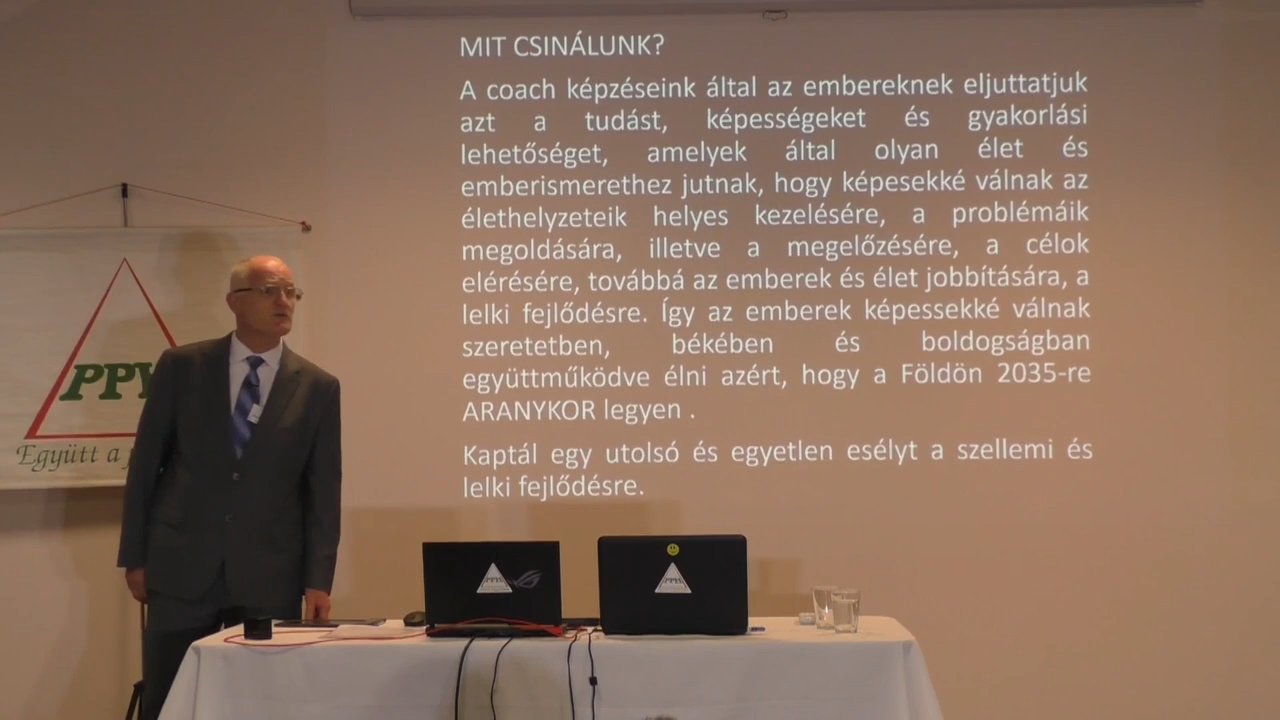 MIT CSINÁLUNK?
A coach képzéseink által az embereknek eljuttatjuk
azt a tudást, képességeket és gyakorlási
lehetőséget, amelyek által olyan élet és
emberismerethez jutnak, hogy képesekké válnak az
élethelyzeteik helyes kezelésére, a problémáik
megoldására, illetve a megelőzésére, a célok
elérésére, továbbá az emberek és élet jobbítására, a
lelki fejlődésre. Így az emberek képessekké válnak
szeretetben, békében és boldogságban
együttműködve élni azért, hogy a Földön 2035-re
ARANYKOR legyen .
Kaptál egy utolsó és egyetlen esélyt a szellemi és
lelki fejlődésre.
Együtt a